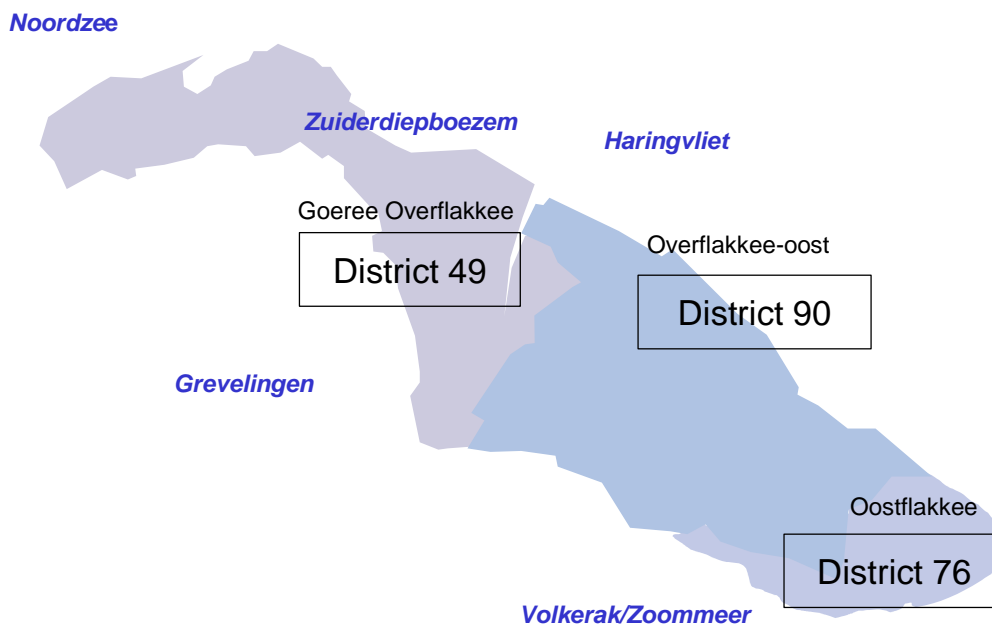 Noordzee
Zuiderdiepboezem
Haringvliet
Goeree Overflakkee
District 49
Overflakkee-oost
District 90
Grevelingen
Oostflakkee
District 76
Volkerak/Zoommeer